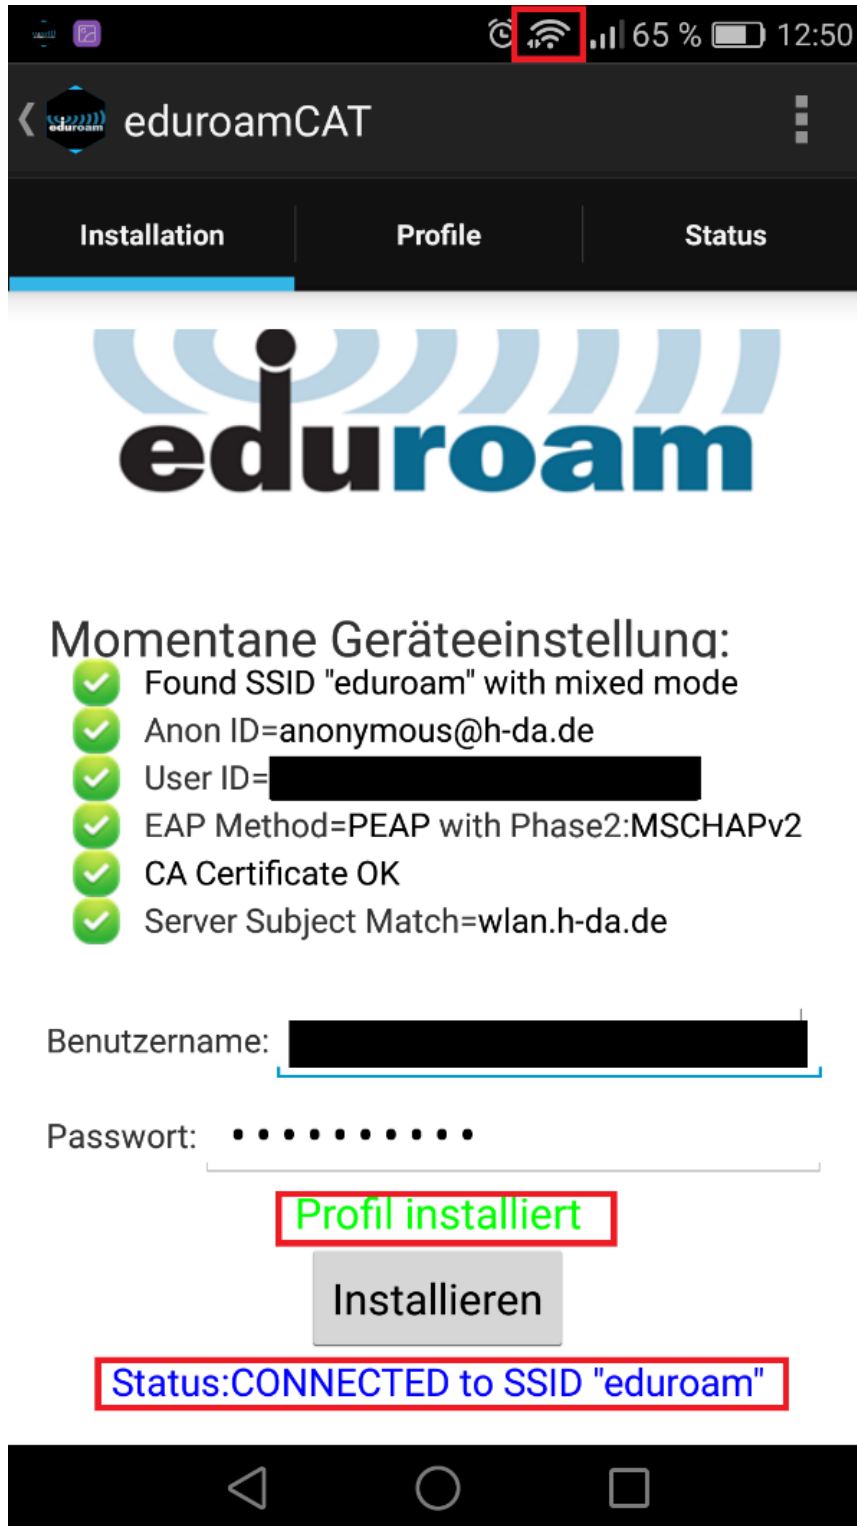 65 % 12:50
eduroam eduroamCAT
Installation Profile Status
eduroam
Momentane Geräteeinstellung:
Found SSID "eduroam" with mixed mode
Anon ID=anonymous@h-da.de
User ID=
EAP Method=PEAP with Phase2:MSCHAPv2
CA Certificate OK
Server Subject Match=wlan.h-da.de
Benutzername:
Passwort: ••••••••••
Profil installiert
Installieren
Status:CONNECTED to SSID "eduroam"